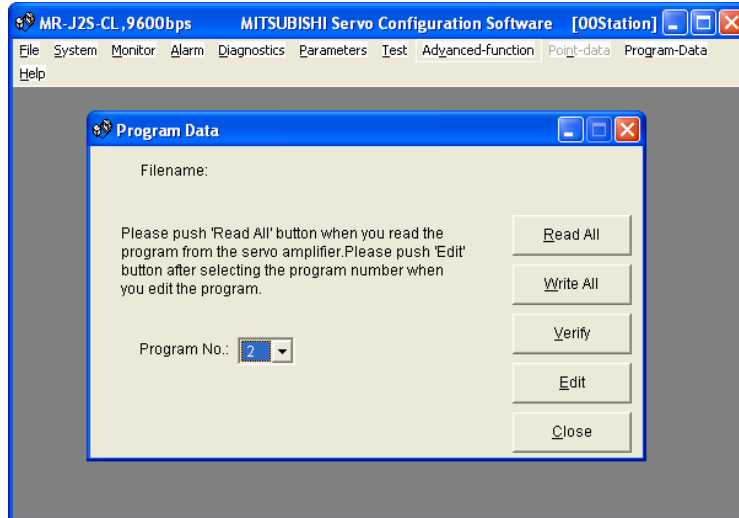 MR-J2S-CL,9600bps MITSUBISHI Servo Configuration Software [00Station]
File System Monitor Alarm Diagnostics Parameters Test Advanced-function Point-data Program-Data
Help
Program Data
Filename:
Please push 'Read All' button when you read the
program from the servo amplifier.Please push 'Edit'
button after selecting the program number when
you edit the program.
Program No.: 2
Read All
Write All
Verify
Edit
Close